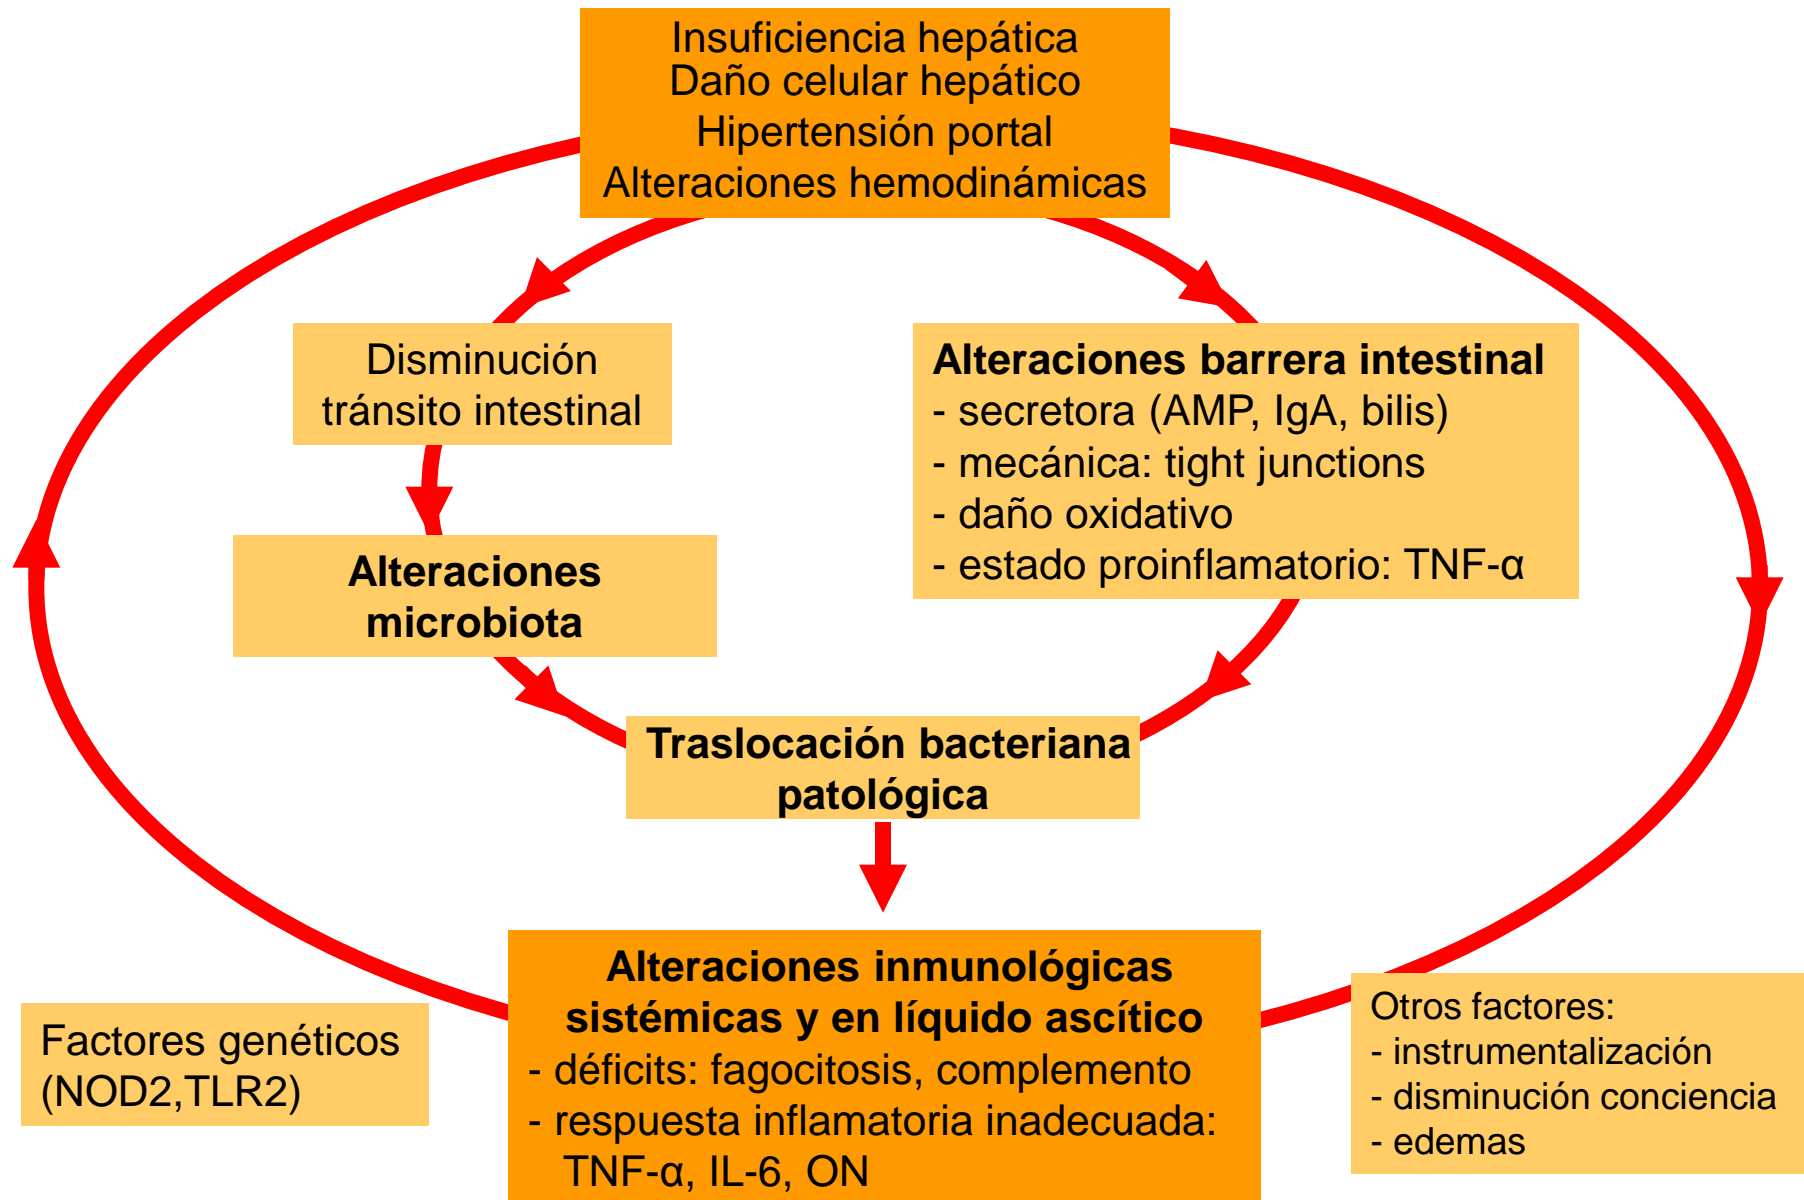 Insuficiencia hepática
Daño celular hepático
Hipertensión portal
Alteraciones hemodinámicas
Disminución
tránsito intestinal
Alteraciones barrera intestinal
- secretora (AMP, IgA, bilis)
- mecánica: tight junctions
- daño oxidativo
- estado proinflamatorio: TNF-α
Alteraciones
microbiota
Traslocación bacteriana
patológica
Alteraciones inmunológicas
sistémicas y en líquido ascítico
- déficits: fagocitosis, complemento
- respuesta inflamatoria inadecuada:
TNF-α, IL-6, ON
Factores genéticos
(NOD2,TLR2)
Otros factores:
- instrumentalización
- disminución conciencia
- edemas